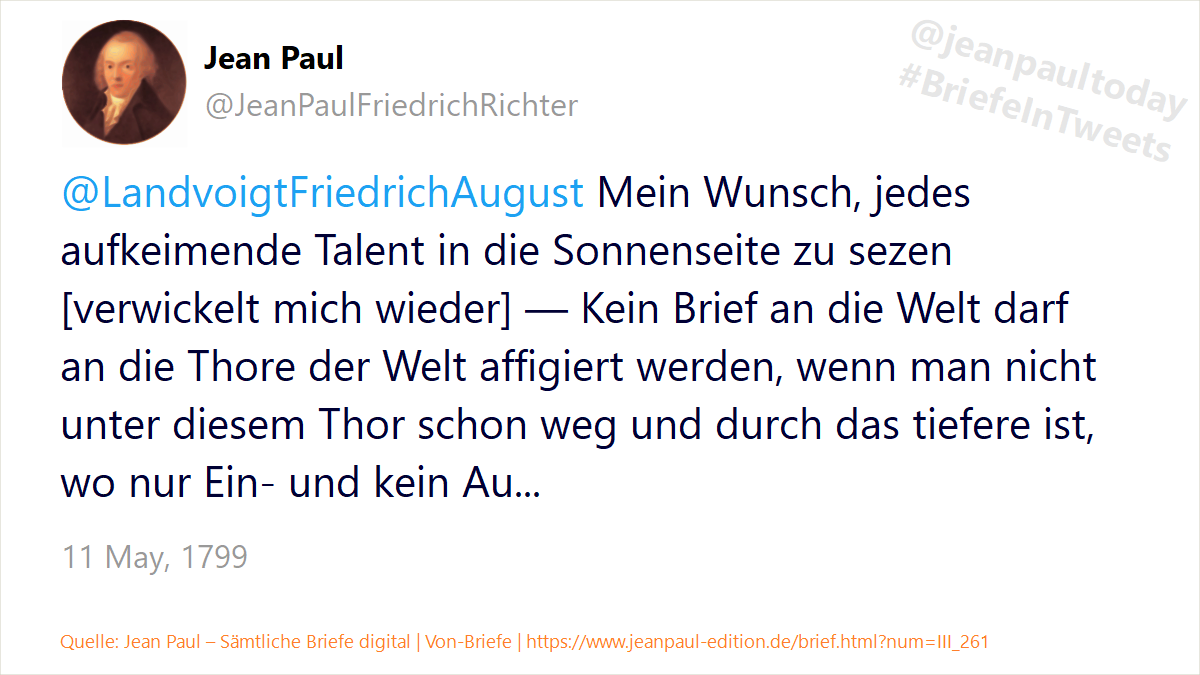 Jean Paul
@JeanPaulFriedrichRichter
@jeanpaultoday
#BriefeInTweets
@LandvoigtFriedrichAugust Mein Wunsch, jedes
aufkeimende Talent in die Sonnenseite zu sezen
[verwickelt mich wieder] — Kein Brief an die Welt darf
an die Thore der Welt affigiert werden, wenn man nicht
unter diesem Thor schon weg und durch das tiefere ist,
wo nur Ein- und kein Au...
11 May, 1799
Quelle: Jean Paul – Sämtliche Briefe digital | Von-Briefe | https://www.jeanpaul-edition.de/brief.html?num=III_261